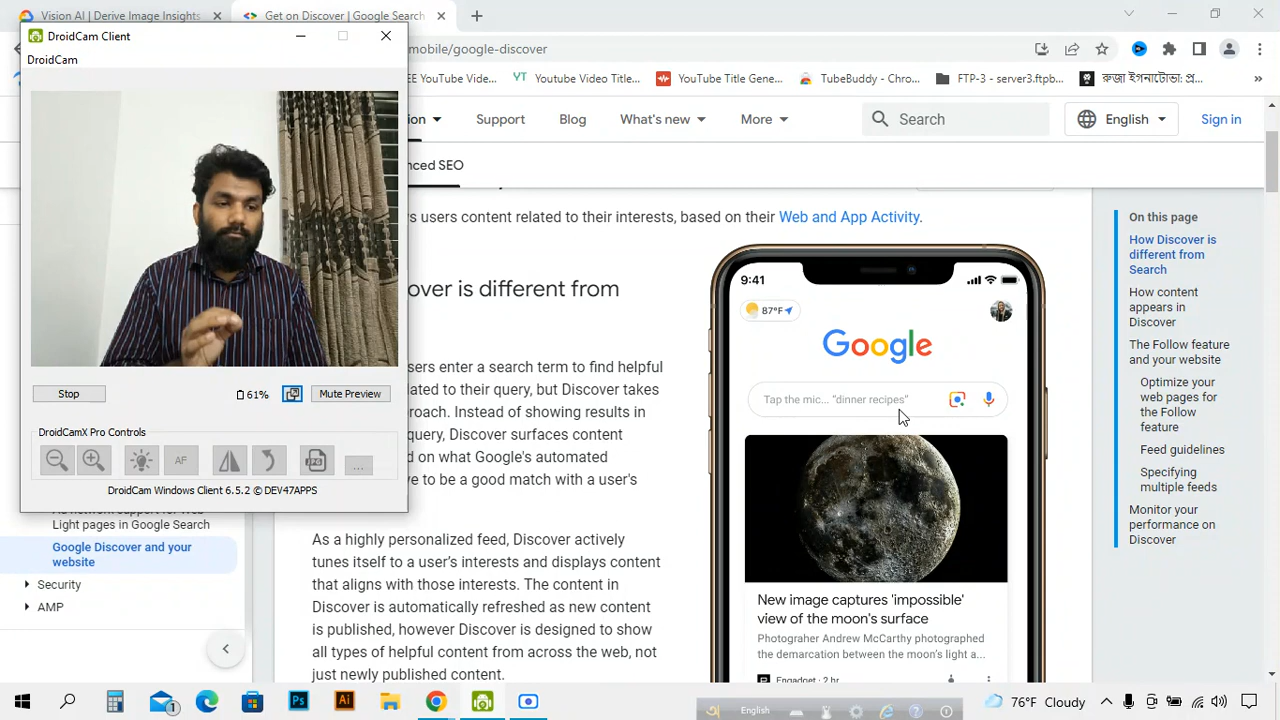 Vision AI | Derive Image Insights
Get on Discover | Google Search
DroidCam Client
DroidCam
mobile/google-discover
EE YouTube Video...
YT Youtube Video Title...
YouTube Title Gene...
TubeBuddy - Chro...
FTP-3 - server3.ftpb...
রুজা ইগনাটোভা প্র...
»
ion
Support
Blog
What's new
More
Search
English
Sign in
nced SEO
s users content related to their interests, based on their Web and App Activity.
over is different from
sers enter a search term to find helpful
ated to their query, but Discover takes
roach. Instead of showing results in
query, Discover surfaces content
d on what Google's automated
ve to be a good match with a user's
As a highly personalized feed, Discover actively
tunes itself to a user's interests and displays content
that aligns with those interests. The content in
Discover is automatically refreshed as new content
is published, however Discover is designed to show
all types of helpful content from across the web, not
just newly published content.
Stop
61%
Mute Preview
DroidCamX Pro Controls
AF
JPG
...
DroidCam Windows Client 6.5.2 © DEV47APPS
Light pages in Google Search
Google Discover and your
website
Security
AMP
9:41
87°F
Google
Tap the mic... "dinner recipes"
New image captures 'impossible'
view of the moon's surface
Photograher Andrew McCarthy photographed
the demarcation between the moon's light a...
Engadget · 2 hr
On this page
How Discover is
different from
Search
How content
appears in
Discover
The Follow feature
and your website
Optimize your
web pages for
the Follow
feature
Feed guidelines
Specifying
multiple feeds
Monitor your
performance on
Discover
1
Ps
Ai
English
76°F Cloudy